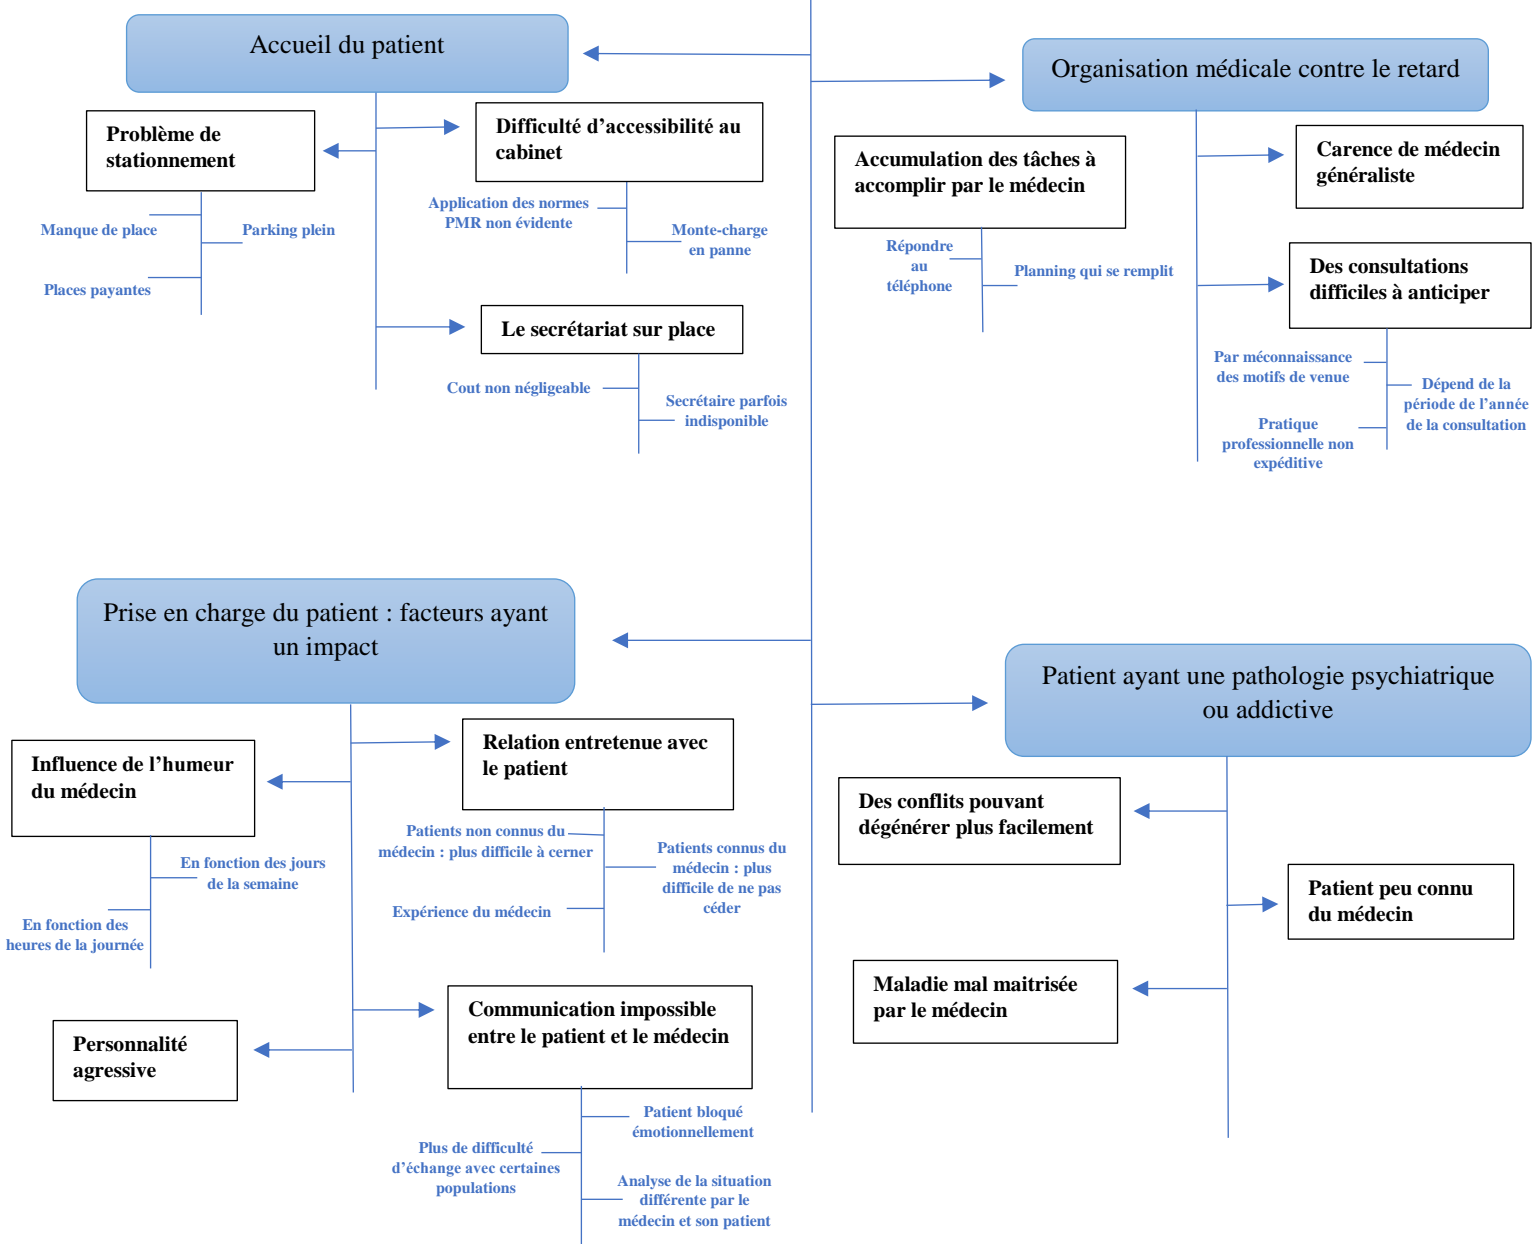 Accueil du patient
Problème de
stationnement
Manque de place
Parking plein
Places payantes
Difficulté d'accessibilité au
cabinet
Application des normes
PMR non évidente
Monte-charge
en panne
Le secrétariat sur place
Cout non négligeable
Secrétaire parfois
indisponible
Organisation médicale contre le retard
Accumulation des tâches à
accomplir par le médecin
Répondre
au
téléphone
Planning qui se remplit
Carence de médecin
généraliste
Des consultations
difficiles à anticiper
Par méconnaissance
des motifs de venue
Dépend de la
période de l'année
de la consultation
Pratique
professionnelle non
expéditive
Prise en charge du patient : facteurs ayant
un impact
Influence de l'humeur
du médecin
En fonction des jours
de la semaine
En fonction des
heures de la journée
Relation entretenue avec
le patient
Patients non connus du
médecin : plus difficile à cerner
Patients connus du
médecin : plus
difficile de ne pas
céder
Expérience du médecin
Personnalité
agressive
Communication impossible
entre le patient et le médecin
Patient bloqué
émotionnellement
Plus de difficulté
d'échange avec certaines
populations
Analyse de la situation
différente par le
médecin et son patient
Patient ayant une pathologie psychiatrique
ou addictive
Des conflits pouvant
dégénérer plus facilement
Patient peu connu
du médecin
Maladie mal maitrisée
par le médecin